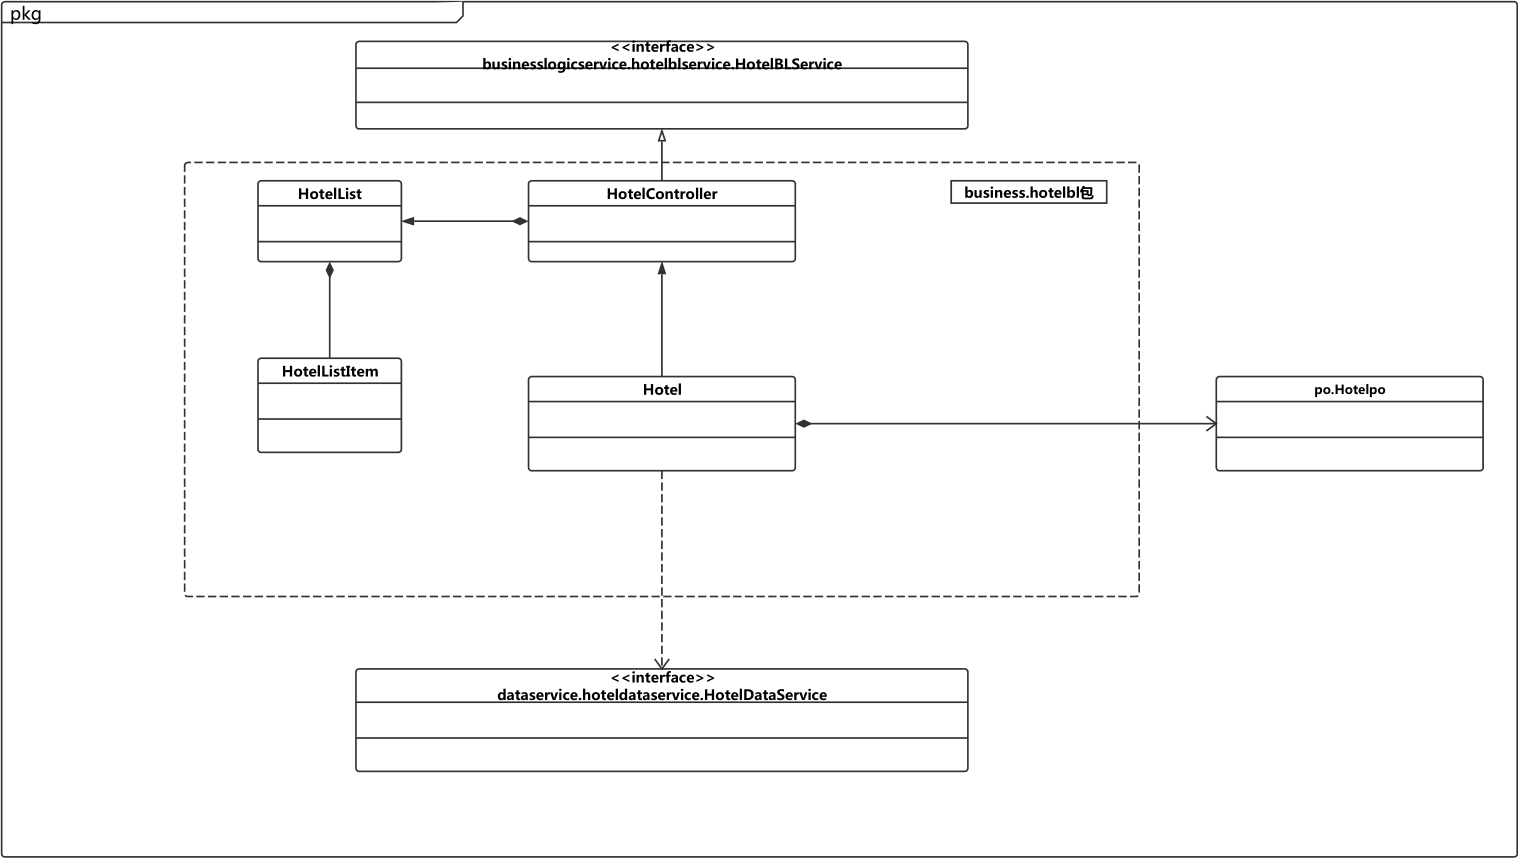 pkg
<<interface>>
businesslogicservice.hotelblservice.HotelBLService
HotelList
HotelController
business.hotelbl包
HotelListItem
Hotel
po.Hotelpo
<<interface>>
dataservice.hoteldataservice.HotelDataService